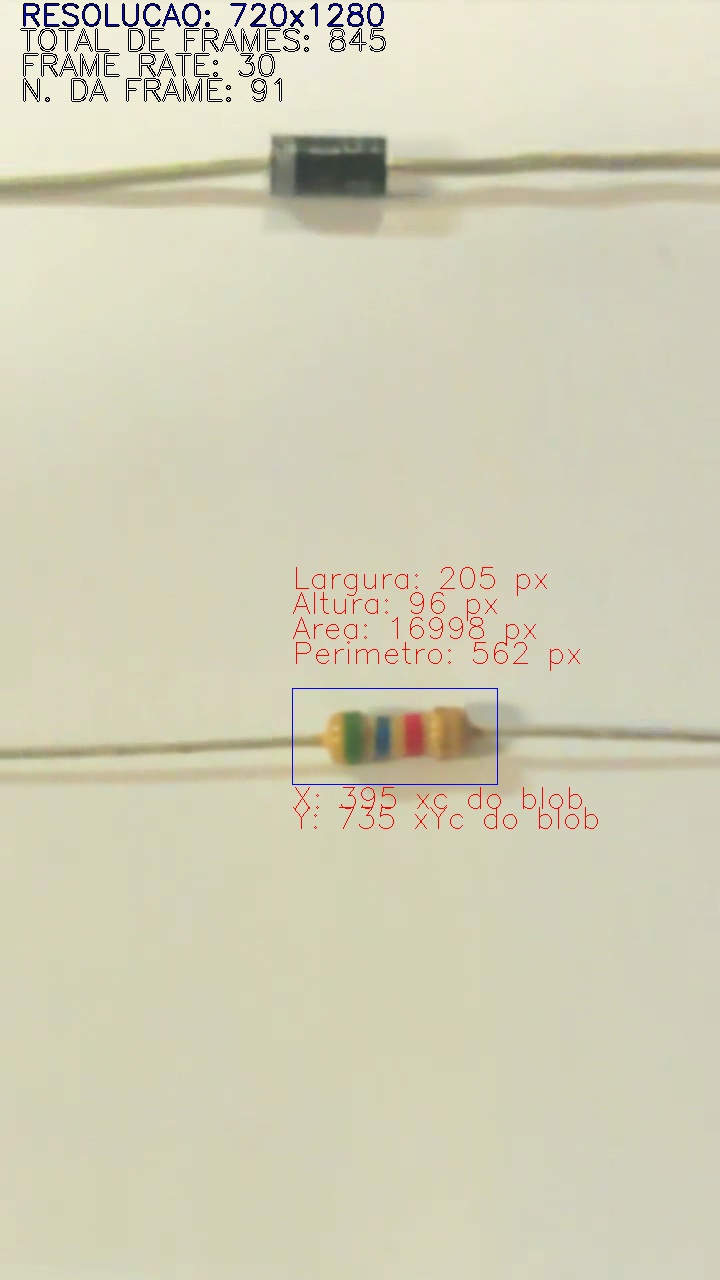 RESOLUCAO: 720x1280
TOTAL DE FRAMES: 845
FRAME RATE: 30
N. DA FRAME: 91
Largura: 205 px
Altura: 96 px
Area: 16998 px
Perimetro: 562 px
X: 395 xc do blob
Y: 735 xYc do blob